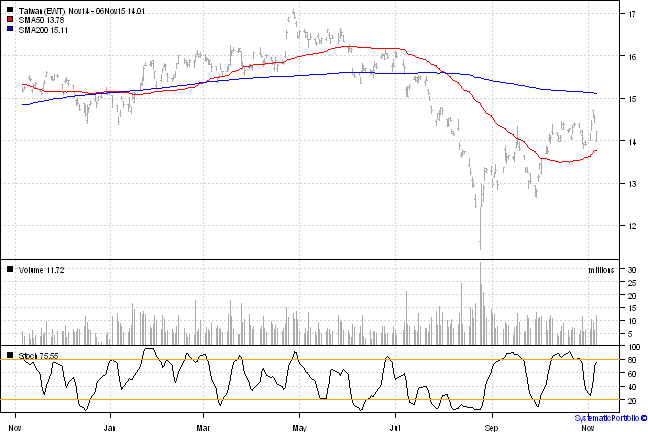 Taiwan (EWT) Nov14 - 06Nov15 14.01
SMA50 13.78
SMA200 15.11
17
16
15
14
13
12
Volume 11.72
millions
30
25
20
15
10
5
Stoch 75.55
100
80
60
40
20
Nov Jan Mar May Jul Sep Nov
SystematicPortfolio ©